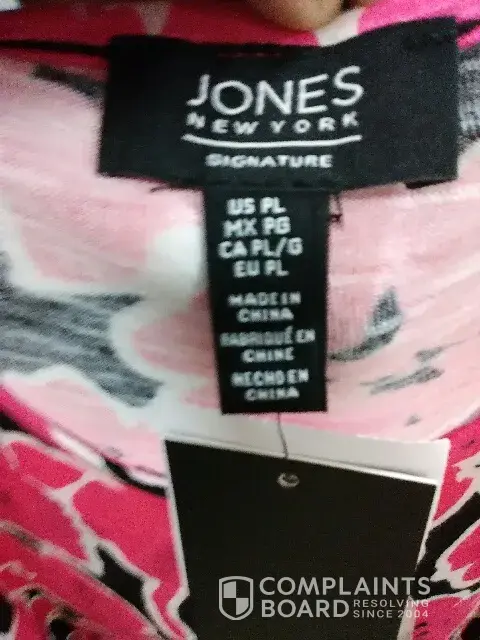 JONES
NEW YORK
SIGNATURE
US PL
MX PG
CA PL/G
EU PL
MADE IN
CHINA
FABRIQUÉ EN
CHINE
HECHO EN
CHINA
COMPLAINTS
BOARD RESOLVING
SINCE 2004